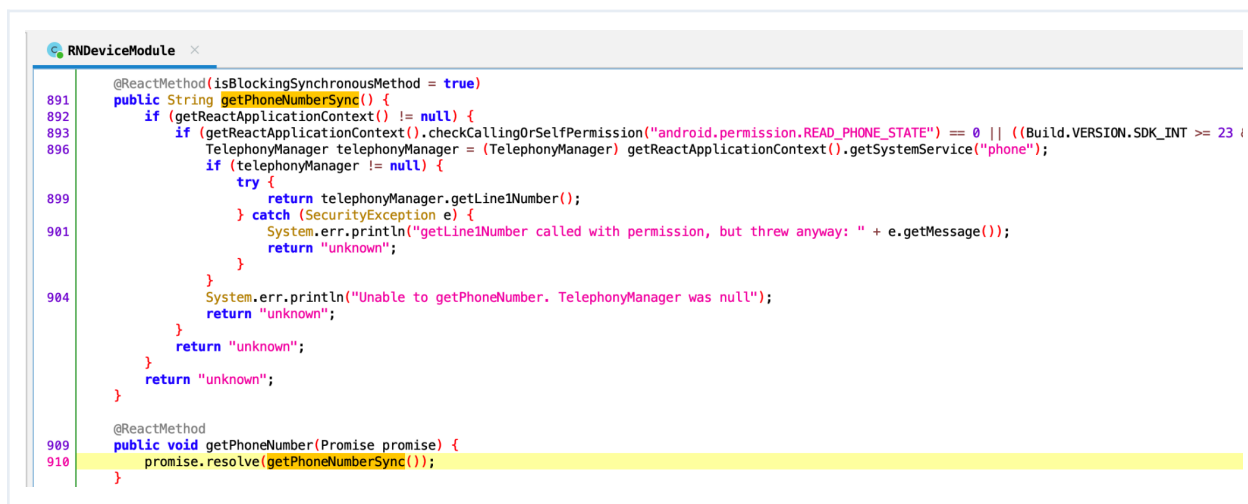 RNDeviceModule ×
@ReactMethod(isBlockingSynchronousMethod = true)
891 public String getPhoneNumberSync() {
892 if (getReactApplicationContext() != null) {
893 if (getReactApplicationContext().checkCallingOrSelfPermission("android.permission.READ_PHONE_STATE") == 0 || ((Build.VERSION.SDK_INT >= 23 &
896 TelephonyManager telephonyManager = (TelephonyManager) getReactApplicationContext().getSystemService("phone");
if (telephonyManager != null) {
try {
899 return telephonyManager.getLine1Number();
} catch (SecurityException e) {
901 System.err.println("getLine1Number called with permission, but threw anyway: " + e.getMessage());
return "unknown";
}
}
904 System.err.println("Unable to getPhoneNumber. TelephonyManager was null");
return "unknown";
}
return "unknown";
}
return "unknown";
}
@ReactMethod
909 public void getPhoneNumber(Promise promise) {
910 promise.resolve(getPhoneNumberSync());
}